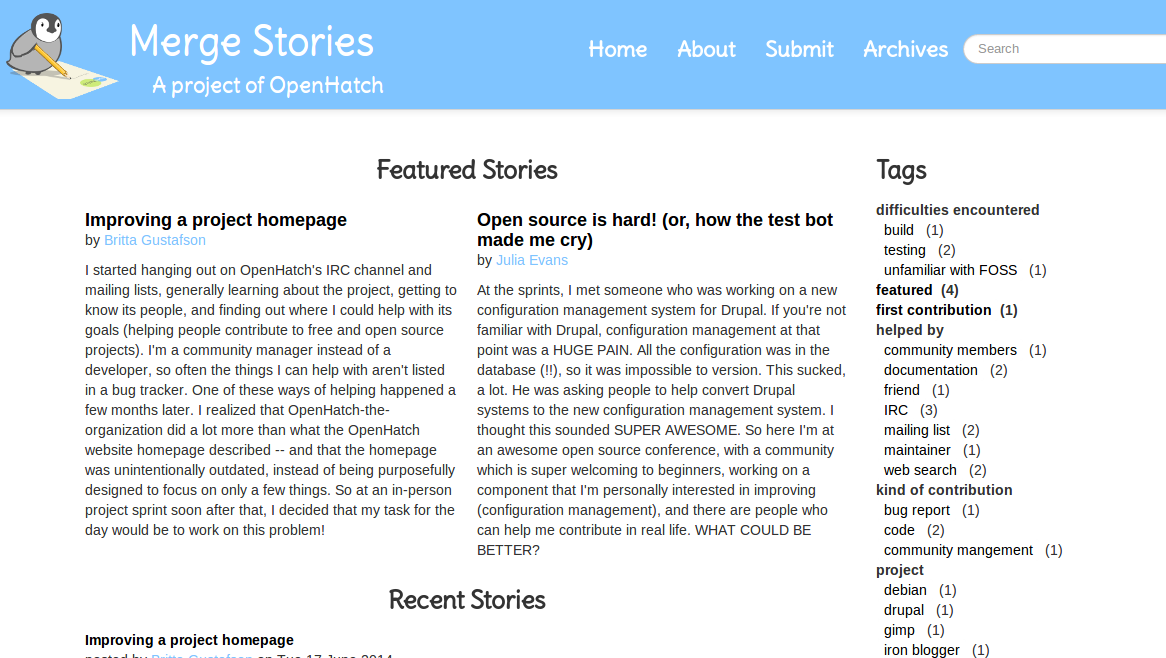 Merge Stories
A project of OpenHatch
Home About Submit Archives Search
Featured Stories
Improving a project homepage
by Britta Gustafson
I started hanging out on OpenHatch's IRC channel and
mailing lists, generally learning about the project, getting to
know its people, and finding out where I could help with its
goals (helping people contribute to free and open source
projects). I'm a community manager instead of a
developer, so often the things I can help with aren't listed
in a bug tracker. One of these ways of helping happened a
few months later. I realized that OpenHatch-the-
organization did a lot more than what the OpenHatch
website homepage described -- and that the homepage
was unintentionally outdated, instead of being purposefully
designed to focus on only a few things. So at an in-person
project sprint soon after that, I decided that my task for the
day would be to work on this problem!
Open source is hard! (or, how the test bot
made me cry)
by Julia Evans
At the sprints, I met someone who was working on a new
configuration management system for Drupal. If you're not
familiar with Drupal, configuration management at that
point was a HUGE PAIN. All the configuration was in the
database (!!), so it was impossible to version. This sucked,
a lot. He was asking people to help convert Drupal
systems to the new configuration management system. I
thought this sounded SUPER AWESOME. So here I'm at
an awesome open source conference, with a community
which is super welcoming to beginners, working on a
component that I'm personally interested in improving
(configuration management), and there are people who
can help me contribute in real life. WHAT COULD BE
BETTER?
Recent Stories
Improving a project homepage
posted by Britta Gustafson on Tue 17 June 2014
Tags
difficulties encountered
build (1)
testing (2)
unfamiliar with FOSS (1)
featured (4)
first contribution (1)
helped by
community members (1)
documentation (2)
friend (1)
IRC (3)
mailing list (2)
maintainer (1)
web search (2)
kind of contribution
bug report (1)
code (2)
community mangement (1)
project
debian (1)
drupal (1)
gimp (1)
iron blogger (1)